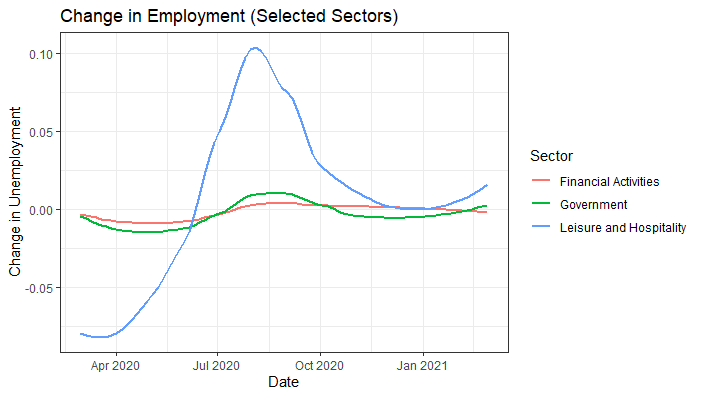 Change in Employment (Selected Sectors)
Change in Unemployment
0.10
0.05
0.00
-0.05
Apr 2020
Jul 2020
Oct 2020
Jan 2021
Date
Sector
Financial Activities
Government
Leisure and Hospitality